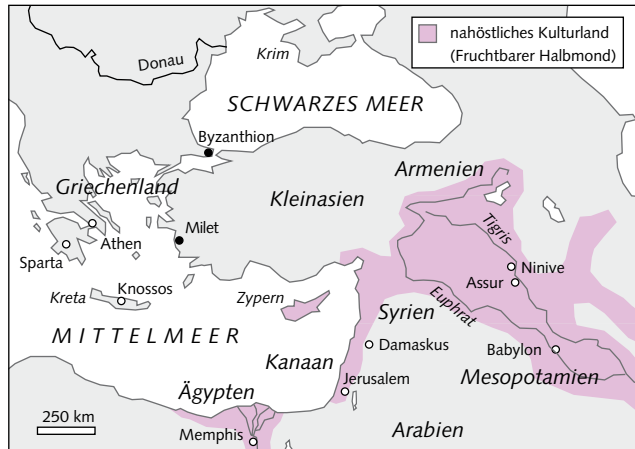 nahöstliches Kulturland
(Fruchtbarer Halbmond)
Donau
Krim
SCHWARZES MEER
Byzanthion
Armenien
Griechenland
Kleinasien
Tigris
Milet
Athen
Sparta
Ninive
Assur
Kreta
Knossos
Zypern
Euphrat
Syrien
MITTELMEER
Damaskus
Babylon
Kanaan
Mesopotamien
Jerusalem
Ägypten
250 km
Memphis
Arabien